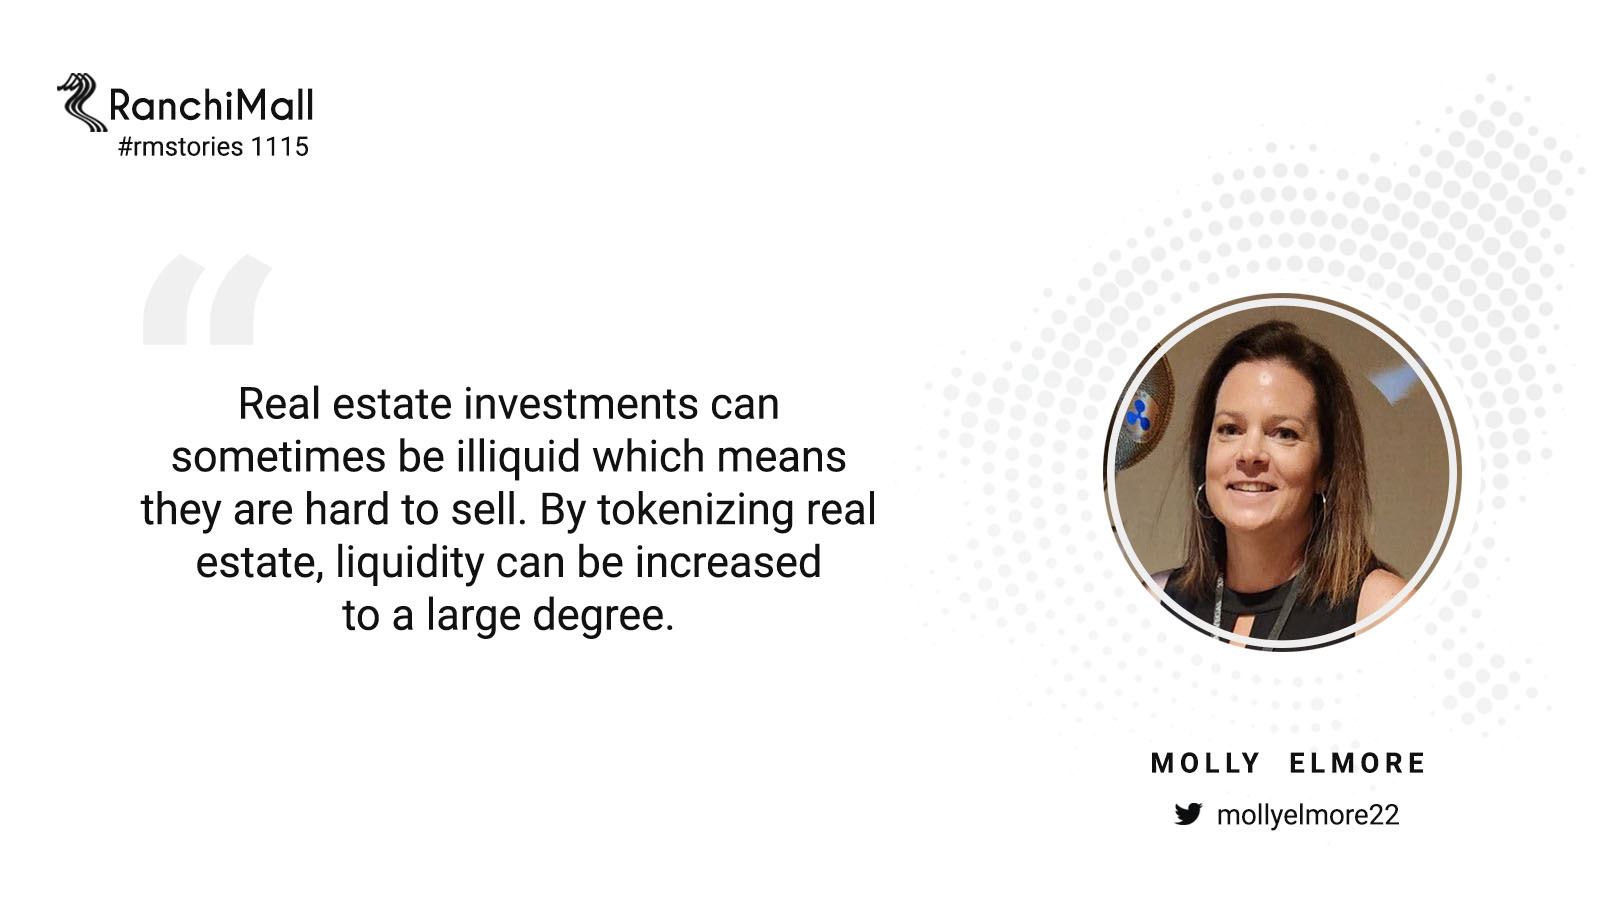 RanchiMall
#rmstories 1115
Real estate investments can
sometimes be illiquid which means
they are hard to sell. By tokenizing real
estate, liquidity can be increased
to a large degree.
MOLLY ELMORE
mollyelmore22